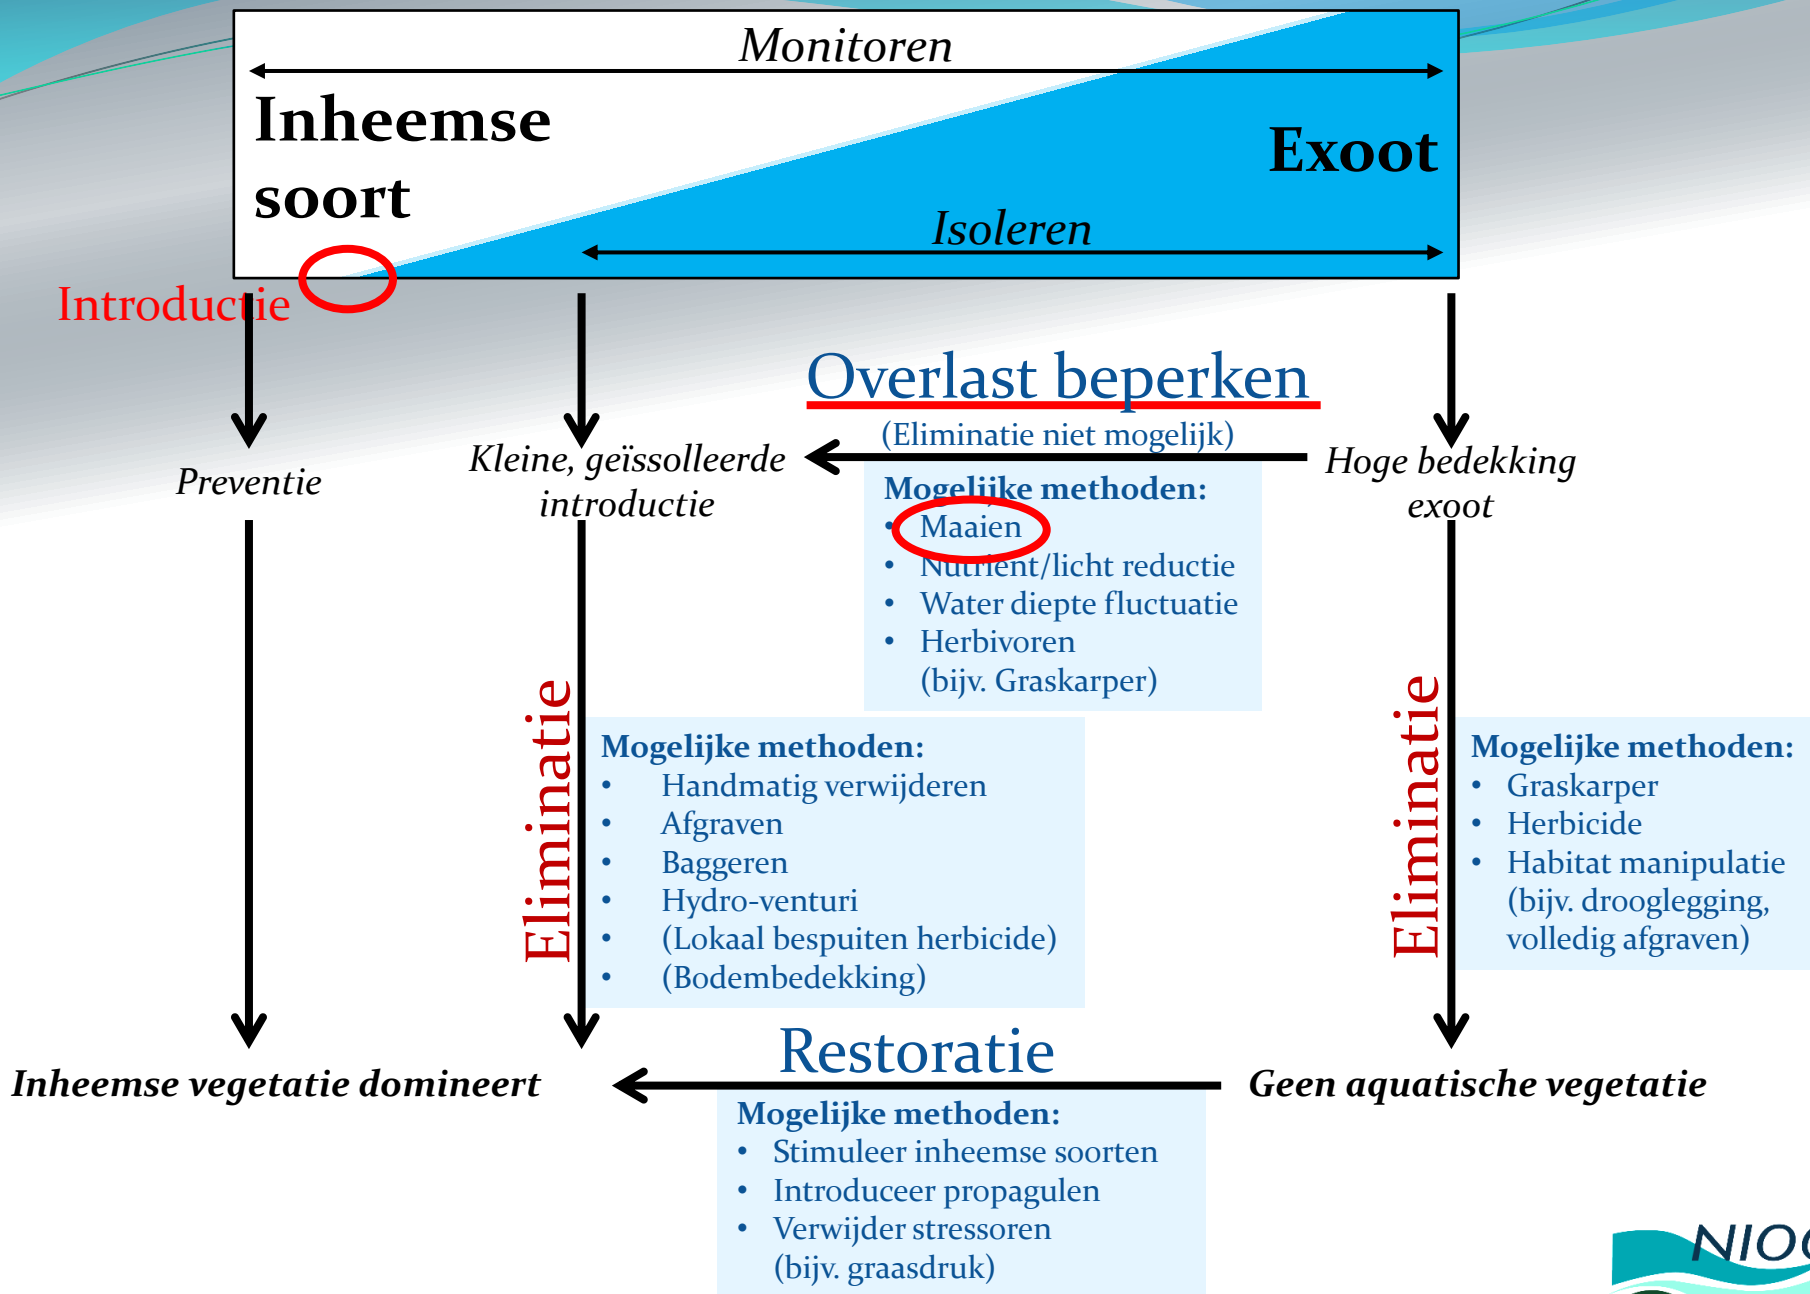 Monitoren
Inheemse
soort
Exoot
Isoleren
Introductie
Overlast beperken
(Eliminatie niet mogelijk)
Preventie
Kleine, geïssolleerde
introductie
Hoge bedekking
exoot
Mogelijke methoden:
• Maaien
• Nutriënt/licht reductie
• Water diepte fluctuatie
• Herbivoren
(bijv. Graskarper)
Eliminatie
Mogelijke methoden:
• Handmatig verwijderen
• Afgraven
• Baggeren
• Hydro-venturi
• (Lokaal bespuiten herbicide)
• (Bodembedekking)
Eliminatie
Mogelijke methoden:
• Graskarper
• Herbicide
• Habitat manipulatie
(bijv. drooglegging,
volledig afgraven)
Inheemse vegetatie domineert
Restoratie
Geen aquatische vegetatie
Mogelijke methoden:
• Stimuleer inheemse soorten
• Introduceer propagulen
• Verwijder stressoren
(bijv. graasdruk)